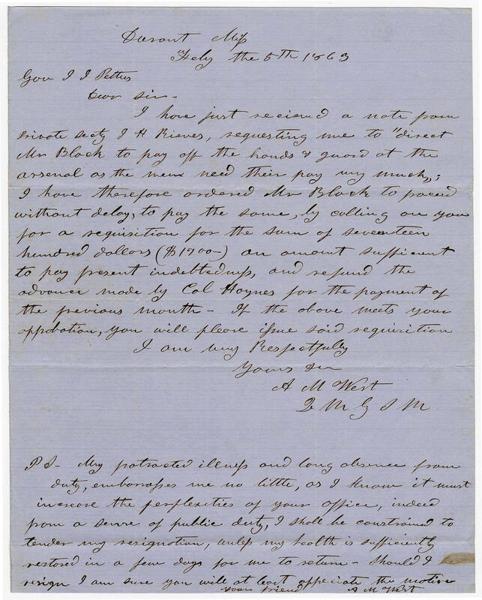 Durant Miss
Feby the 5th 1863
Gov J J Pettus
Dear Sir -
I have just recieved a note from
Private Secty J H Rieves, requesting me to "direct
Mr Black to pay off the hands & guard at the
arsenal as the men need their pay very much,;
I have therefore ordered Mr Black to proceed
without delay, to pay the same, by calling on you
for a requisition for the sum of seventeen
hundred dollars ($1700-) an amount sufficient
to pay present indebtedness, and refund the
advance made by Col Haynes for the payment of
the previous month - If the above meets your
approbation, you will please issue said requisition
I am very Respectfully
Yours &c
A M West
Q M G S M
P S - My protracted illness and long absence from
duty, embarrasses me no little, as I know it must
increase the perplexities of your office, indeed
from a sense of public duty, I shall be constrained to
tender my resignation, unless my health is sufficiently
restored in a few days for me to return - Should I
resign I am sure you will at least appreciate the motive
Your friend A M West